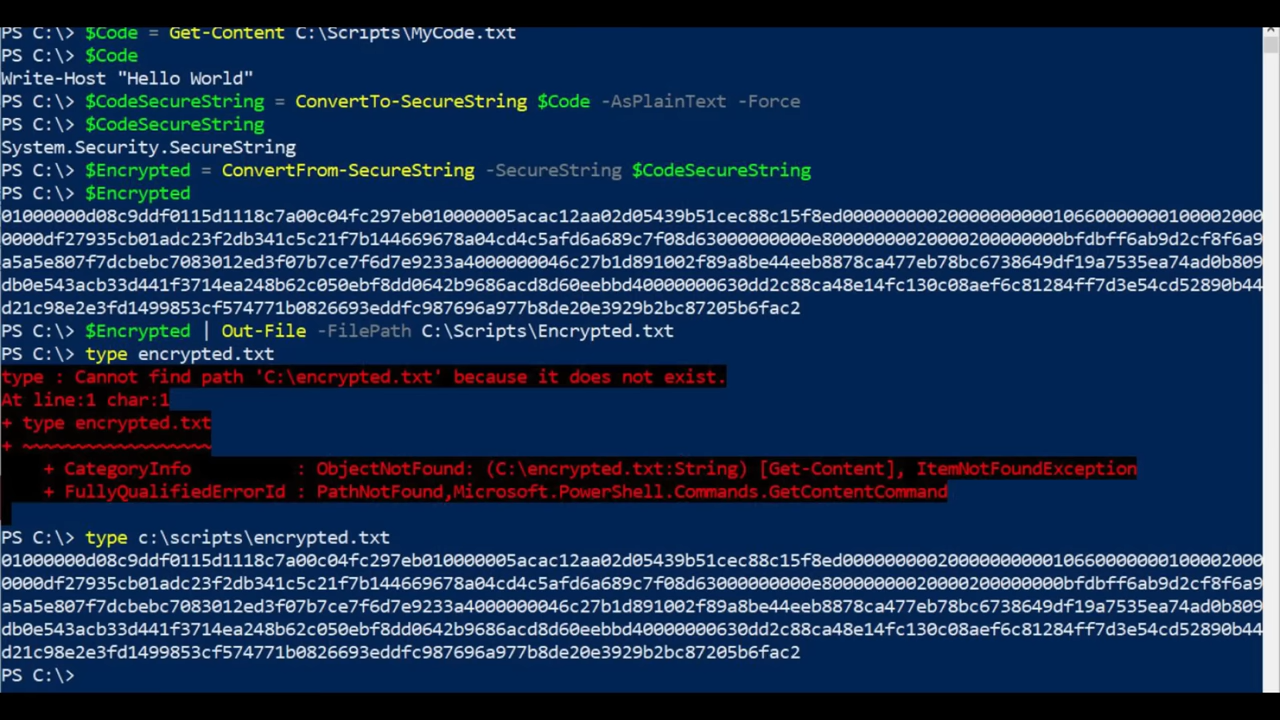 PS C:\> $Code = Get-Content C:\Scripts\MyCode.txt
PS C:\> $Code
Write-Host "Hello World"
PS C:\> $CodeSecureString = ConvertTo-SecureString $Code -AsPlainText -Force
PS C:\> $CodeSecureString
System.Security.SecureString
PS C:\> $Encrypted = ConvertFrom-SecureString -SecureString $CodeSecureString
PS C:\> $Encrypted
01000000d08c9ddf0115d1118c7a00c04fc297eb010000005acac12aa02d05439b51cec88c15f8ed0000000002000000000010660000000100002000
0000df27935cb01adc23f2db341c5c21f7b144669678a04cd4c5afd6a689c7f08d63000000000e8000000002000020000000bfdbff6ab9d2cf8f6a9
a5a5e807f7dcbebc7083012ed3f07b7ce7f6d7e9233a4000000046c27b1d891002f89a8be44eeb8878ca477eb78bc6738649df19a7535ea74ad0b809
db0e543acb33d441f3714ea248b62c050ebf8dd0642b9686acd8d60eebbd40000000630dd2c88ca48e14fc130c08aef6c81284ff7d3e54cd52890b44
d21c98e2e3fd1499853cf574771b0826693eddfc987696a977b8de20e3929b2bc87205b6fac2
PS C:\> $Encrypted | Out-File -FilePath C:\Scripts\Encrypted.txt
PS C:\> type encrypted.txt
type : Cannot find path 'C:\encrypted.txt' because it does not exist.
At line:1 char:1
+ type encrypted.txt
+ ~~~~~~~~~~~~~~~~~~
+ CategoryInfo : ObjectNotFound: (C:\encrypted.txt:String) [Get-Content], ItemNotFoundException
+ FullyQualifiedErrorId : PathNotFound,Microsoft.PowerShell.Commands.GetContentCommand
PS C:\> type c:\scripts\encrypted.txt
01000000d08c9ddf0115d1118c7a00c04fc297eb010000005acac12aa02d05439b51cec88c15f8ed0000000002000000000010660000000100002000
0000df27935cb01adc23f2db341c5c21f7b144669678a04cd4c5afd6a689c7f08d63000000000e8000000002000020000000bfdbff6ab9d2cf8f6a9
a5a5e807f7dcbebc7083012ed3f07b7ce7f6d7e9233a4000000046c27b1d891002f89a8be44eeb8878ca477eb78bc6738649df19a7535ea74ad0b809
db0e543acb33d441f3714ea248b62c050ebf8dd0642b9686acd8d60eebbd40000000630dd2c88ca48e14fc130c08aef6c81284ff7d3e54cd52890b44
d21c98e2e3fd1499853cf574771b0826693eddfc987696a977b8de20e3929b2bc87205b6fac2
PS C:\>